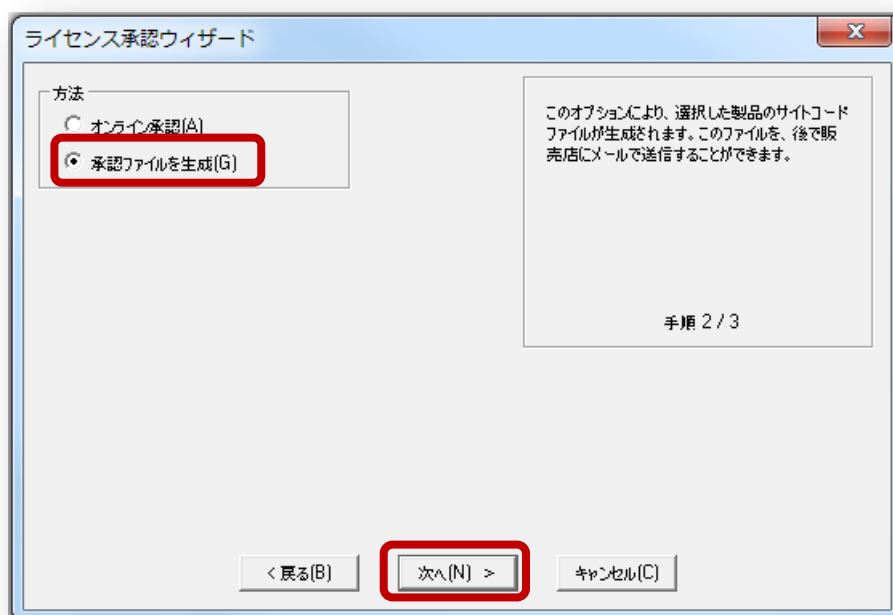 ライセンス承認ウィザード
方法
オンライン承認(A)
承認ファイルを生成(G)
このオプションにより、選択した製品のサイトコード
ファイルが生成されます。このファイルを、後で販
売店にメールで送信することができます。
手順 2 / 3
< 戻る(B)
次へ(N) >
キャンセル(C)